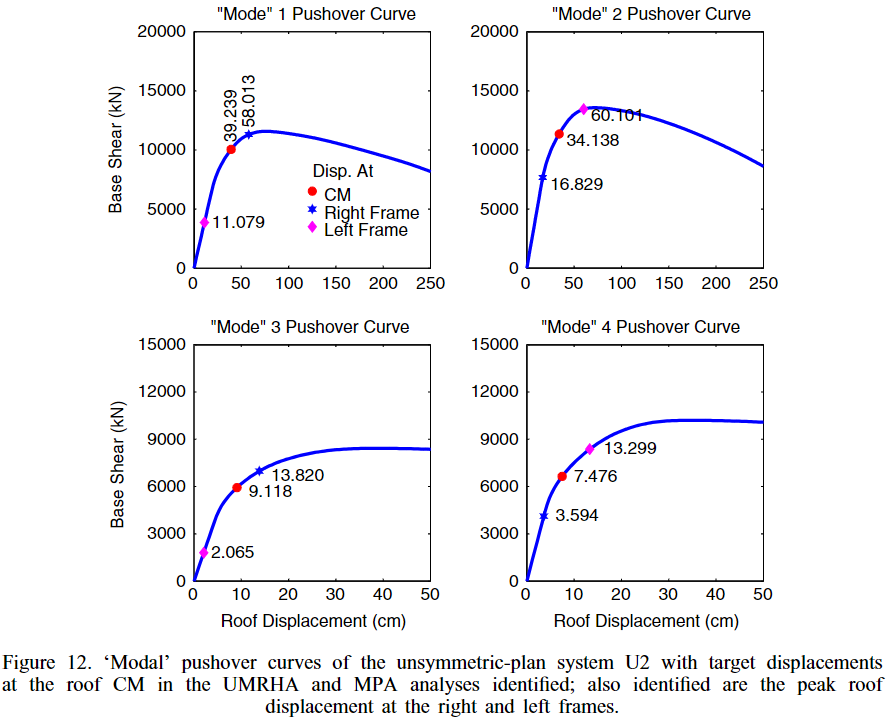 "Mode" 1 Pushover Curve
20000
15000
10000
5000
0
Base Shear (kN)
39.239
58.013
11.079
Disp. At
CM
Right Frame
Left Frame
0 50 100 150 200 250
"Mode" 2 Pushover Curve
20000
15000
10000
5000
0
60.101
34.138
16.829
0 50 100 150 200 250
"Mode" 3 Pushover Curve
15000
12000
9000
6000
3000
0
Base Shear (kN)
13.820
9.118
2.065
0 10 20 30 40 50
Roof Displacement (cm)
"Mode" 4 Pushover Curve
15000
12000
9000
6000
3000
0
13.299
7.476
3.594
0 10 20 30 40 50
Roof Displacement (cm)
Figure 12. ‘Modal’ pushover curves of the unsymmetric-plan system U2 with target displacements
at the roof CM in the UMRHA and MPA analyses identified; also identified are the peak roof
displacement at the right and left frames.